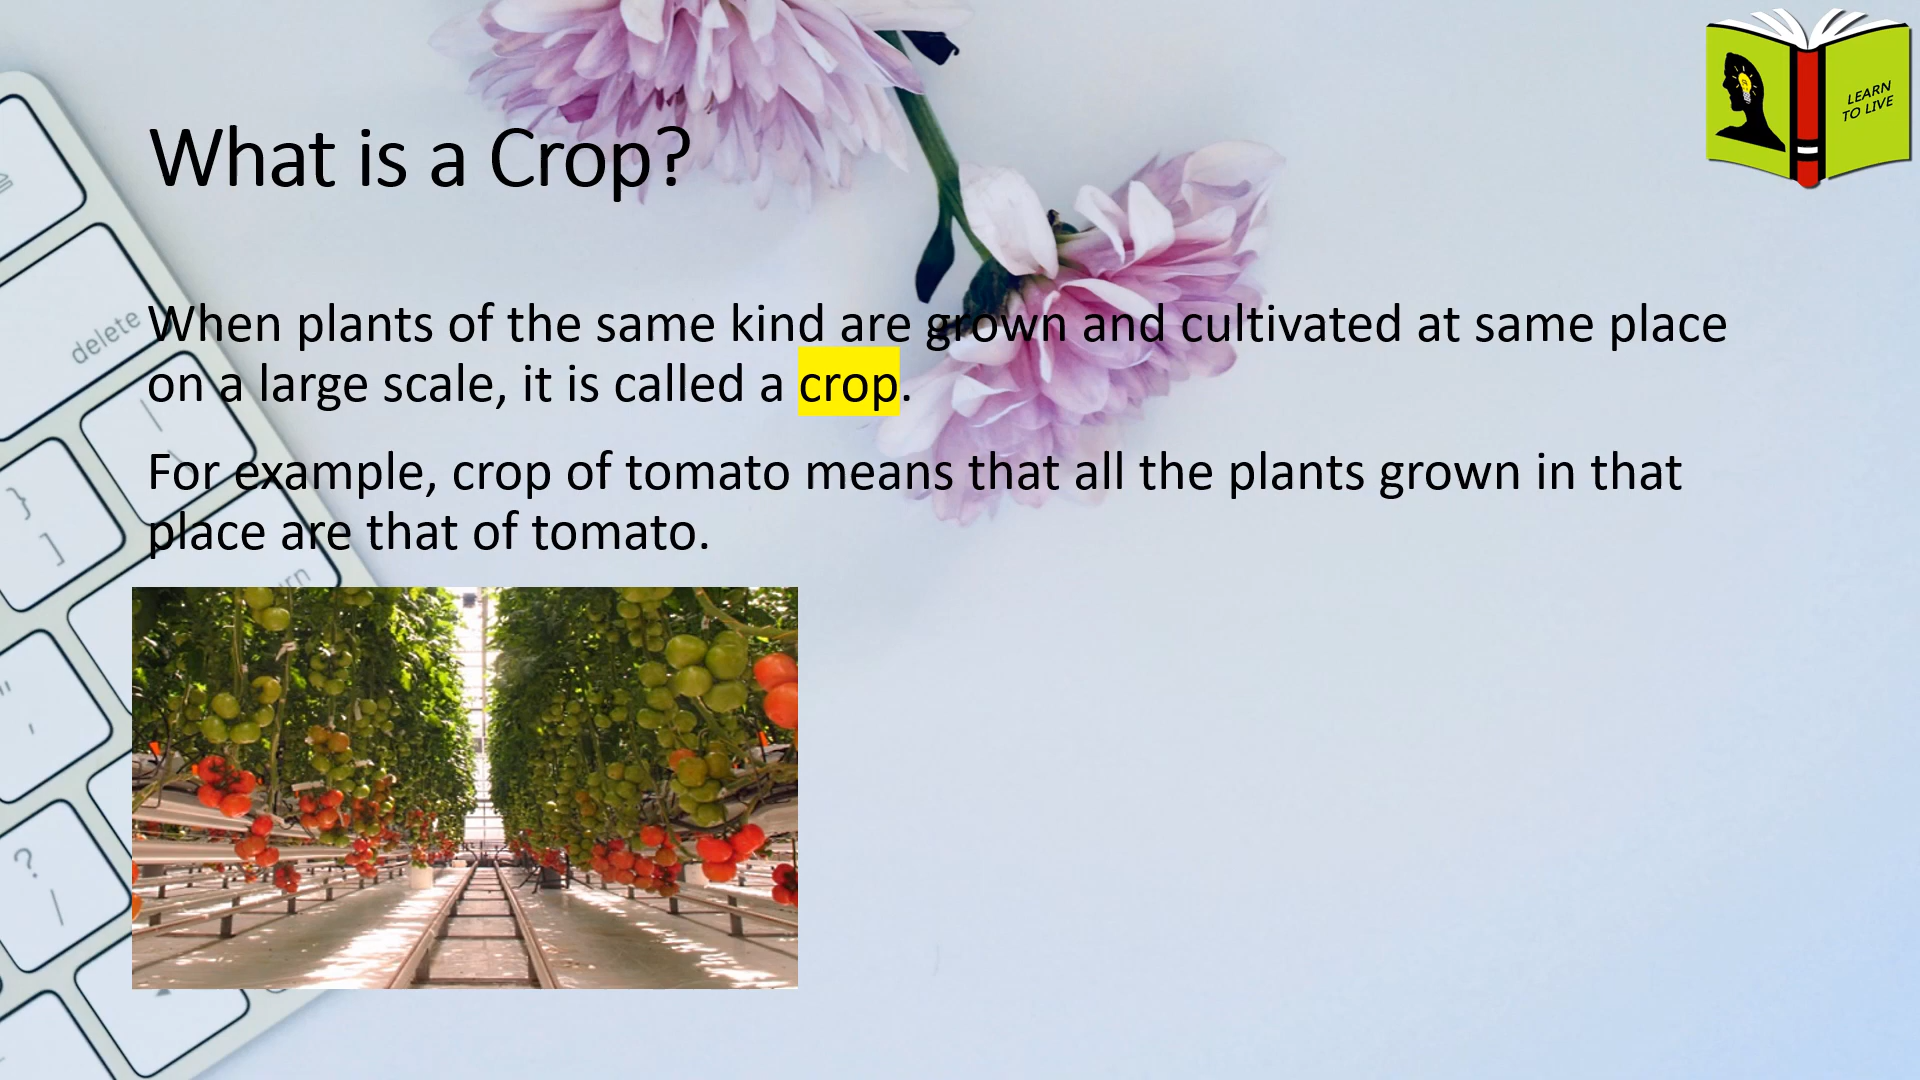 What is a Crop?
LEARN
TO LIVE
When plants of the same kind are grown and cultivated at same place
on a large scale, it is called a crop.
For example, crop of tomato means that all the plants grown in that
place are that of tomato.
delete
}
]
"
'
?